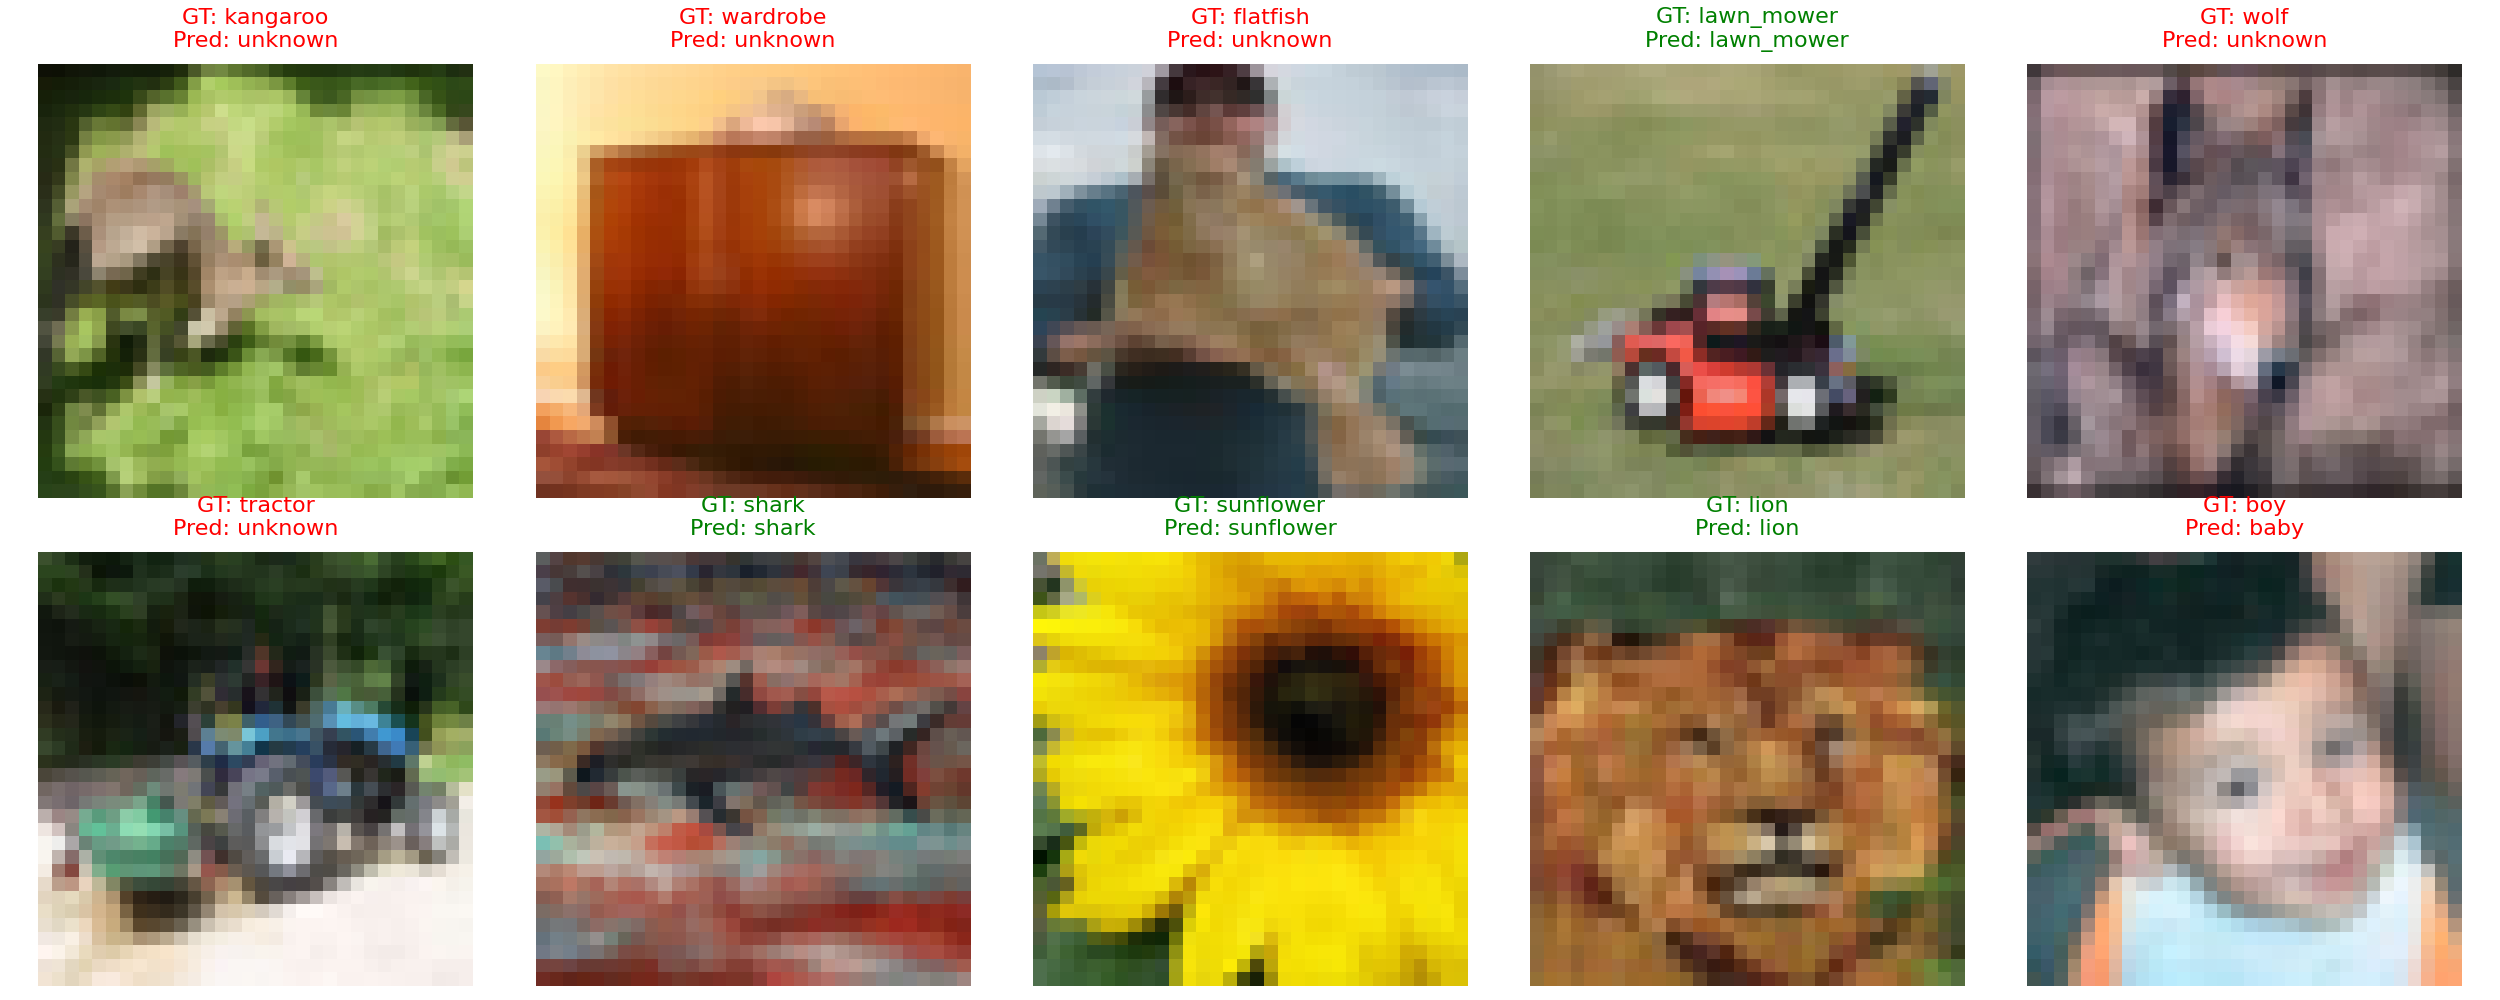 GT: kangaroo
Pred: unknown
GT: wardrobe
Pred: unknown
GT: flatfish
Pred: unknown
GT: lawn_mower
Pred: lawn_mower
GT: wolf
Pred: unknown
GT: tractor
Pred: unknown
GT: shark
Pred: shark
GT: sunflower
Pred: sunflower
GT: lion
Pred: lion
GT: boy
Pred: baby